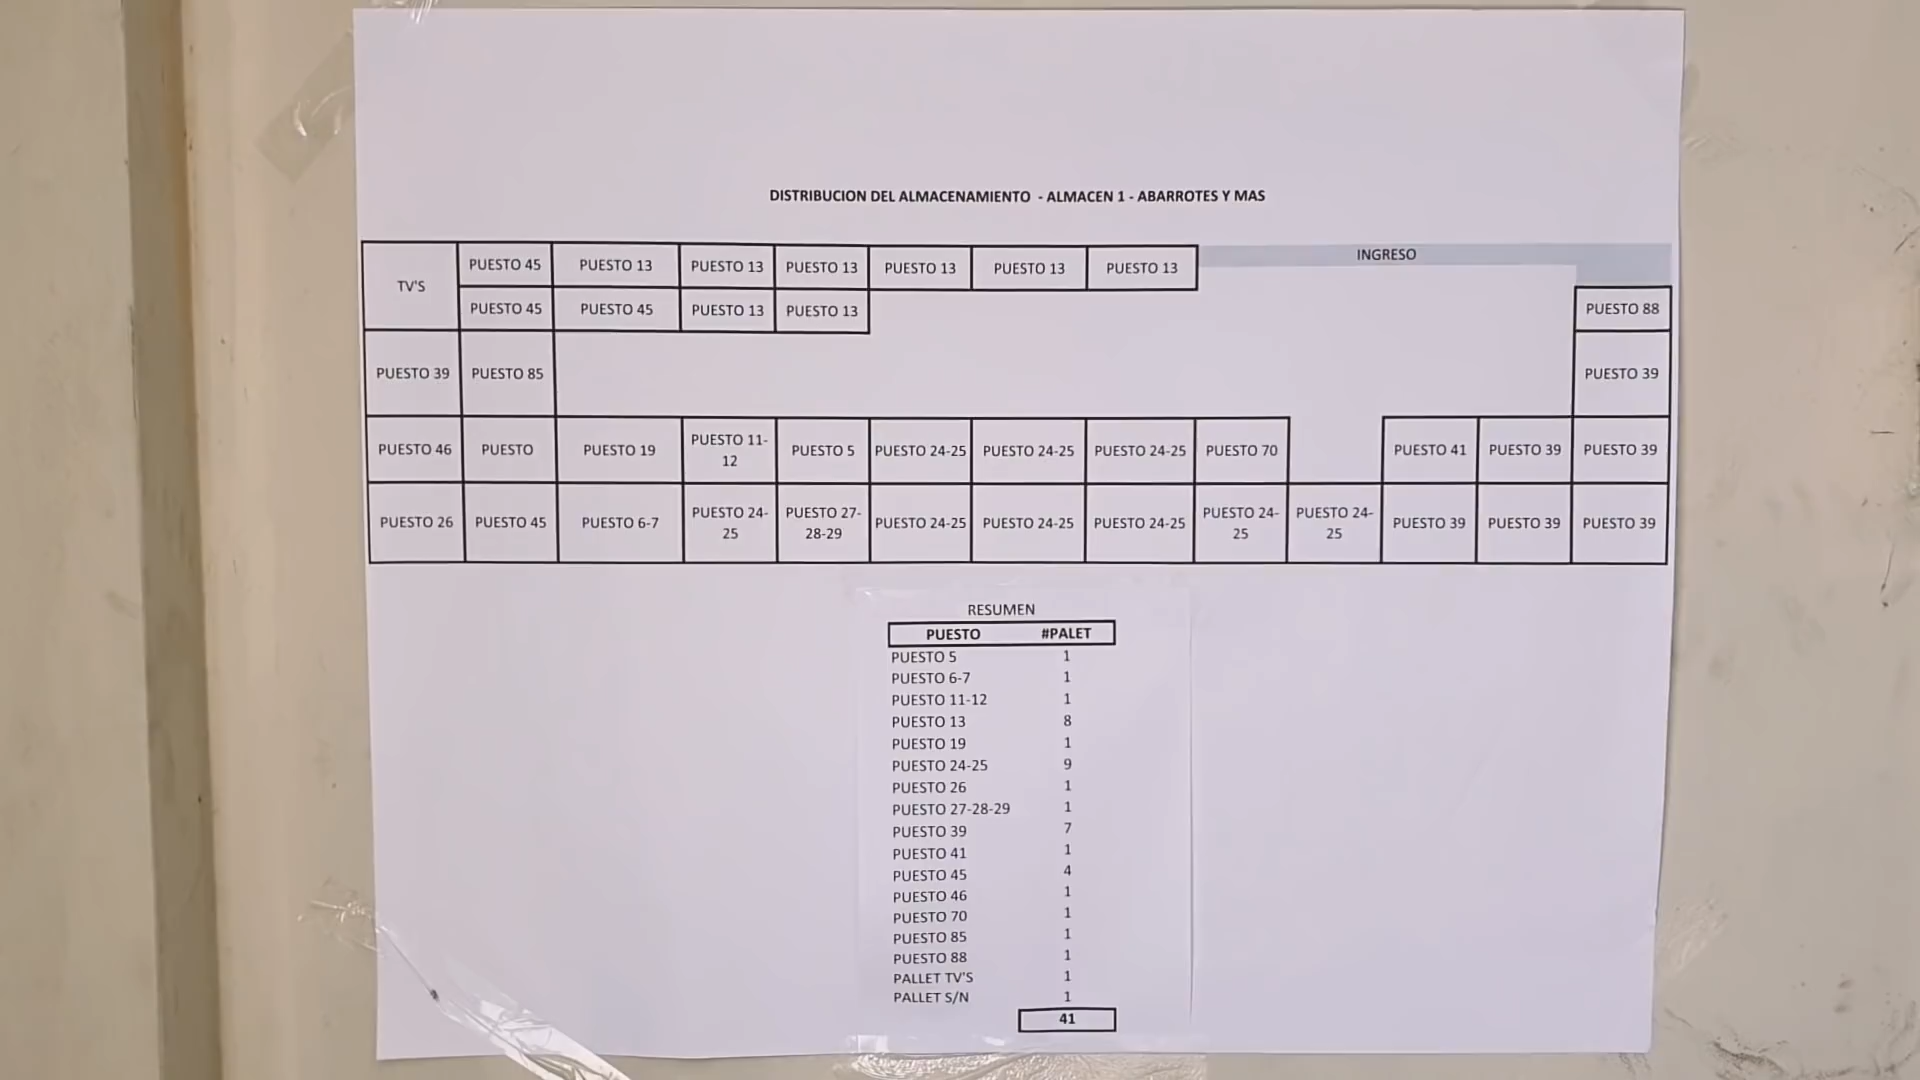 DISTRIBUCION DEL ALMACENAMIENTO - ALMACEN 1 - ABARROTES Y MAS
TV'S PUESTO 45 PUESTO 13 PUESTO 13 PUESTO 13 PUESTO 13 PUESTO 13 PUESTO 13 INGRESO
PUESTO 45 PUESTO 45 PUESTO 13 PUESTO 13 PUESTO 88
PUESTO 39 PUESTO 85 PUESTO 39
PUESTO 46 PUESTO PUESTO 19 PUESTO 11-12 PUESTO 5 PUESTO 24-25 PUESTO 24-25 PUESTO 24-25 PUESTO 70 PUESTO 41 PUESTO 39 PUESTO 39
PUESTO 26 PUESTO 45 PUESTO 6-7 PUESTO 24-25 PUESTO 27-28-29 PUESTO 24-25 PUESTO 24-25 PUESTO 24-25 PUESTO 24-25 PUESTO 24-25 PUESTO 39 PUESTO 39 PUESTO 39
RESUMEN
PUESTO #PALET
PUESTO 5 1
PUESTO 6-7 1
PUESTO 11-12 1
PUESTO 13 8
PUESTO 19 1
PUESTO 24-25 9
PUESTO 26 1
PUESTO 27-28-29 1
PUESTO 39 7
PUESTO 41 1
PUESTO 45 4
PUESTO 46 1
PUESTO 70 1
PUESTO 85 1
PUESTO 88 1
PALLET TV'S 1
PALLET S/N 1
41